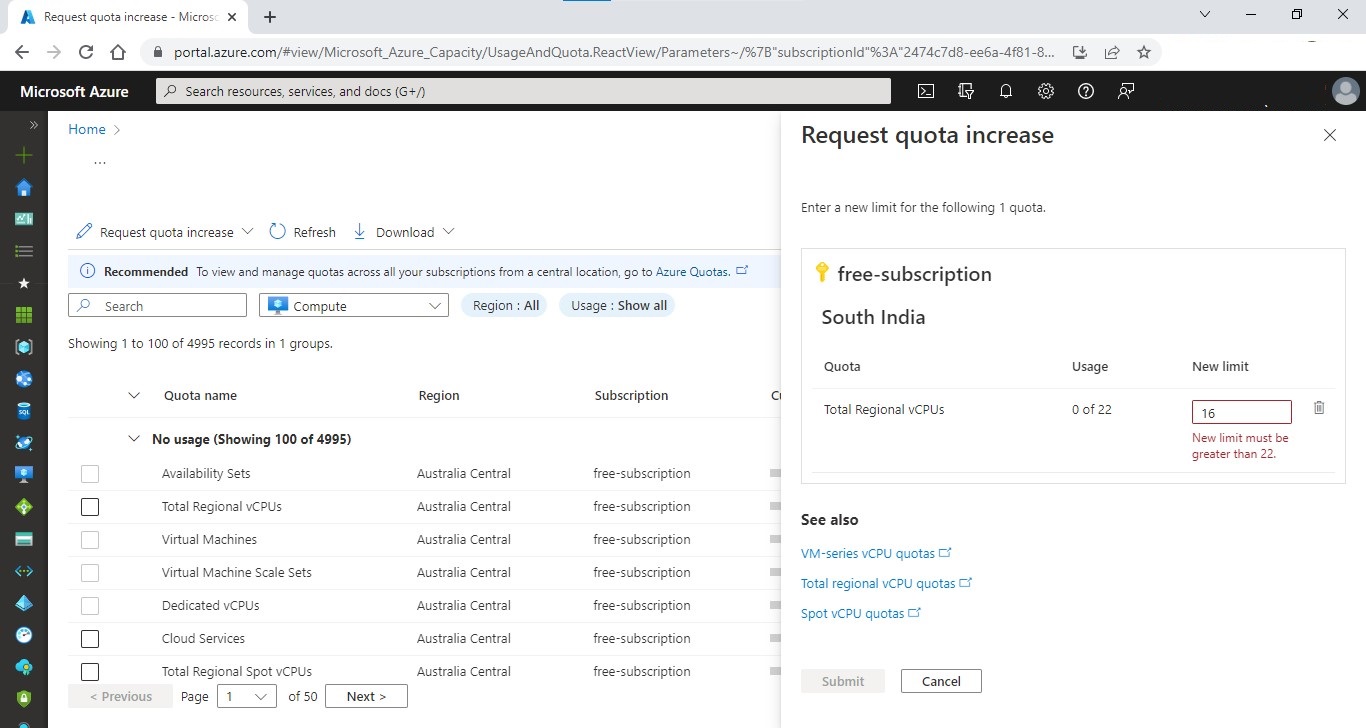 Request quota increase - Micros
portal.azure.com/#view/Microsoft_Azure_Capacity/UsageAndQuota.ReactView/Parameters~/%7B"subscriptionId"%3A"2474c7d8-ee6a-4f81-8...
Microsoft Azure
Search resources, services, and docs (G+/)
Home >
...
Request quota increase
Refresh
Download
Recommended To view and manage quotas across all your subscriptions from a central location, go to Azure Quotas.
Search
Compute
Region : All
Usage : Show all
Showing 1 to 100 of 4995 records in 1 groups.
Quota name Region Subscription
No usage (Showing 100 of 4995)
Availability Sets Australia Central free-subscription
Total Regional vCPUs Australia Central free-subscription
Virtual Machines Australia Central free-subscription
Virtual Machine Scale Sets Australia Central free-subscription
Dedicated vCPUs Australia Central free-subscription
Cloud Services Australia Central free-subscription
Total Regional Spot vCPUs Australia Central free-subscription
< Previous Page 1 of 50 Next >
Request quota increase
Enter a new limit for the following 1 quota.
free-subscription
South India
Quota Usage New limit
Total Regional vCPUs 0 of 22 16
New limit must be
greater than 22.
See also
VM-series vCPU quotas
Total regional vCPU quotas
Spot vCPU quotas
Submit Cancel